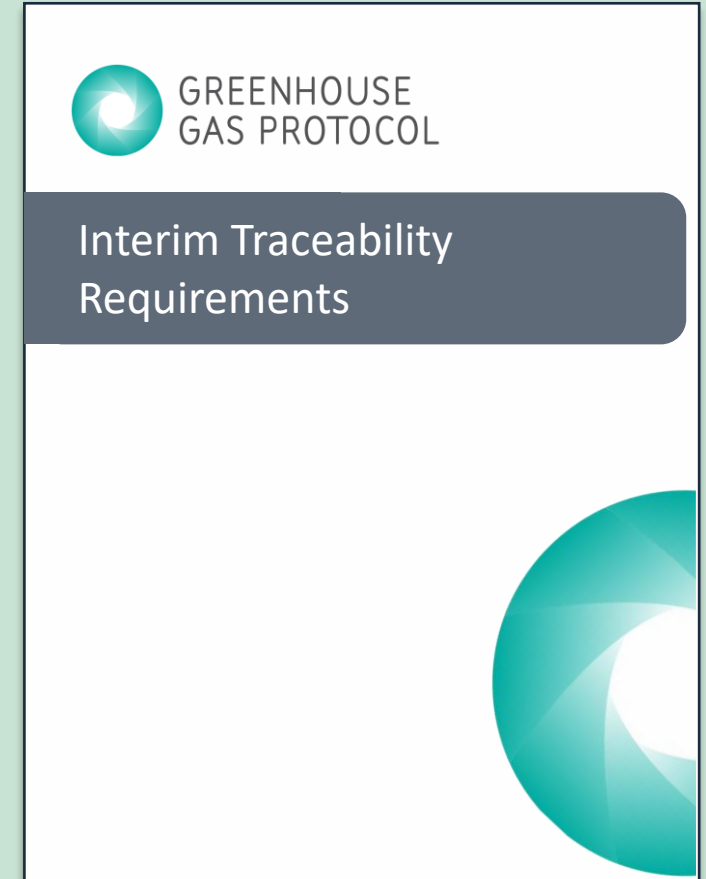 GREENHOUSE
GAS PROTOCOL
Interim Traceability
Requirements